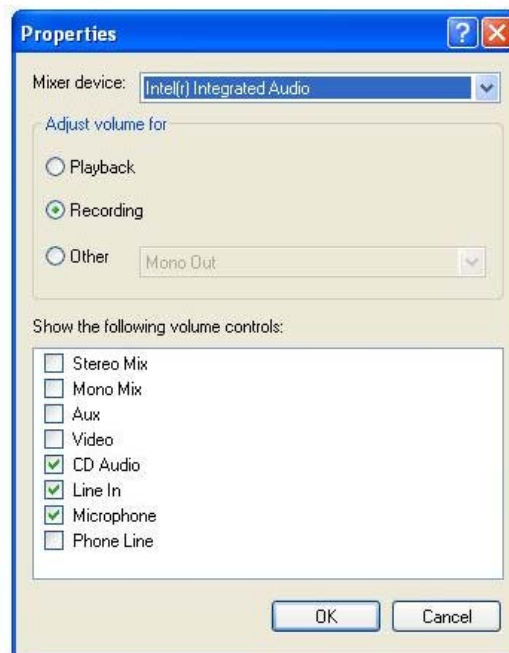 Properties
Mixer device: Intel(r) Integrated Audio
Adjust volume for
Playback
Recording
Other Mono Out
Show the following volume controls:
Stereo Mix
Mono Mix
Aux
Video
CD Audio
Line In
Microphone
Phone Line
OK Cancel